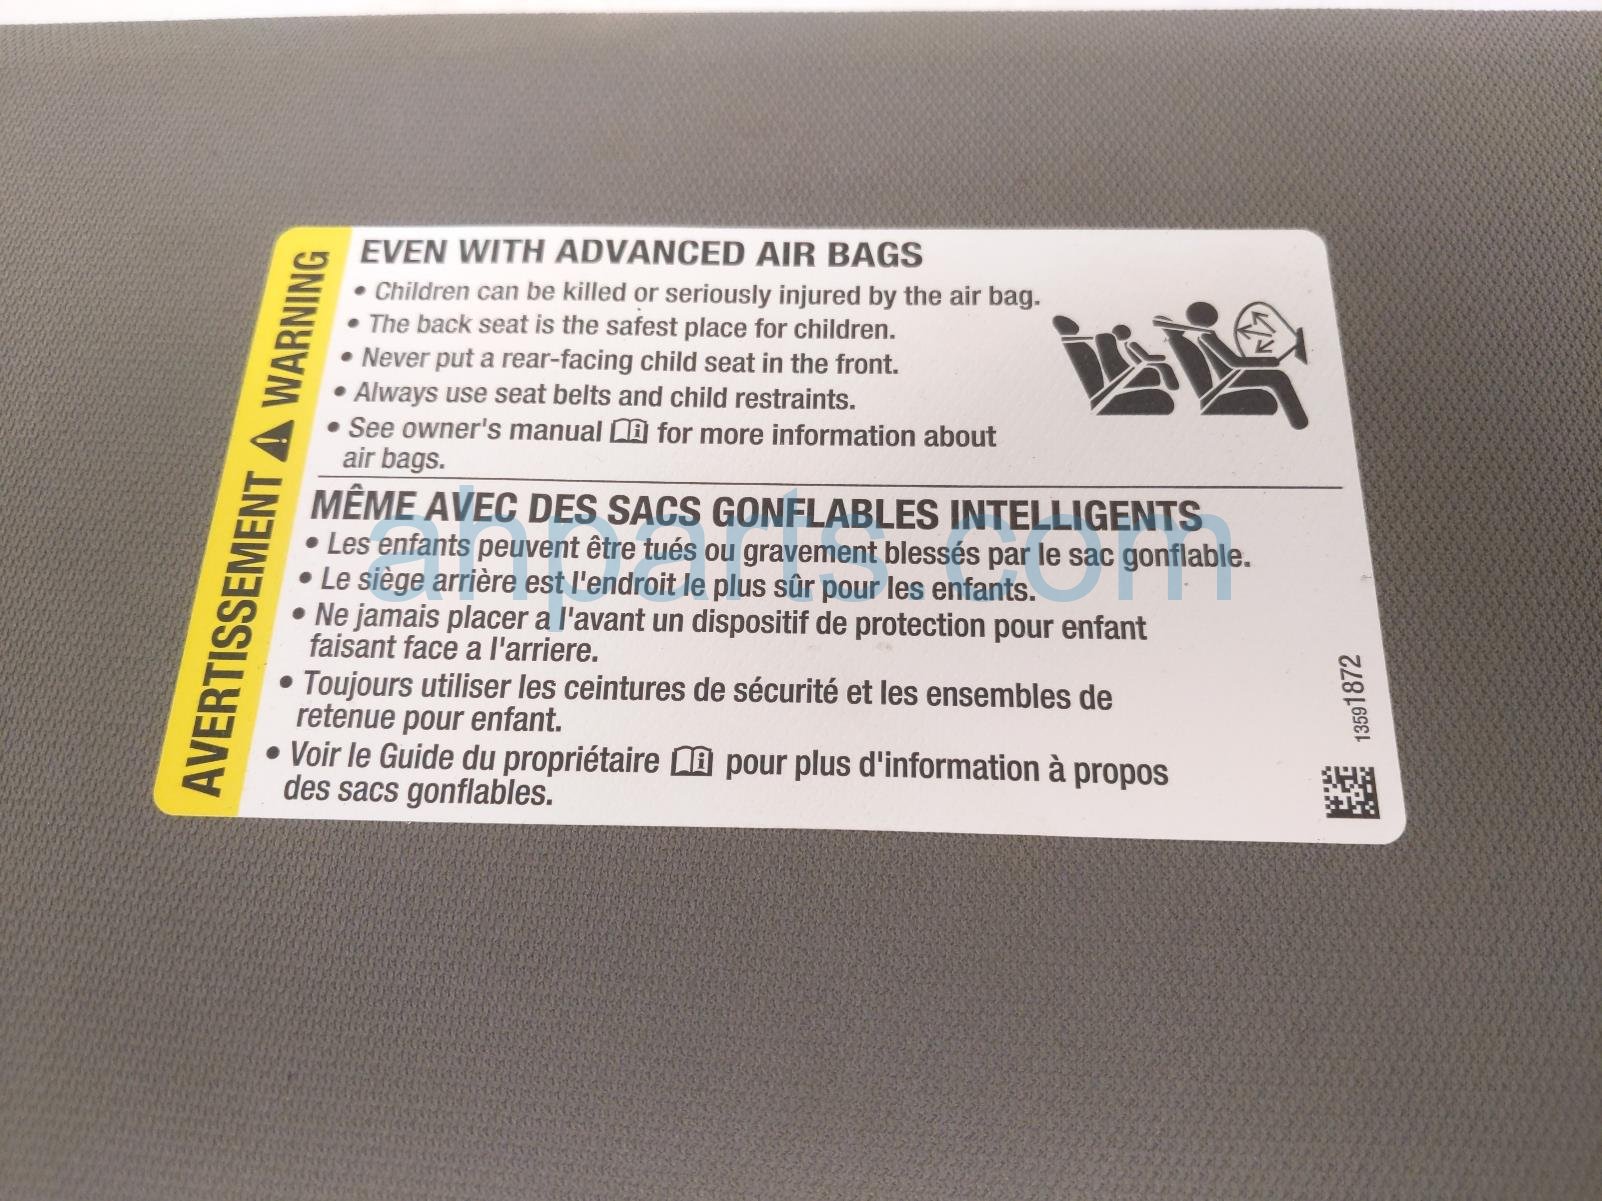 AVERTISSEMENT ⚠ WARNING
EVEN WITH ADVANCED AIR BAGS
• Children can be killed or seriously injured by the air bag.
• The back seat is the safest place for children.
• Never put a rear-facing child seat in the front.
• Always use seat belts and child restraints.
• See owner's manual for more information about
air bags.
MÊME AVEC DES SACS GONFLABLES INTELLIGENTS
• Les enfants peuvent être tués ou gravement blessés par le sac gonflable.
• Le siège arrière est l'endroit le plus sûr pour les enfants.
• Ne jamais placer a l'avant un dispositif de protection pour enfant
faisant face a l'arriere.
• Toujours utiliser les ceintures de sécurité et les ensembles de
retenue pour enfant.
• Voir le Guide du propriétaire pour plus d'information à propos
des sacs gonflables.
13591872
ahparts.com